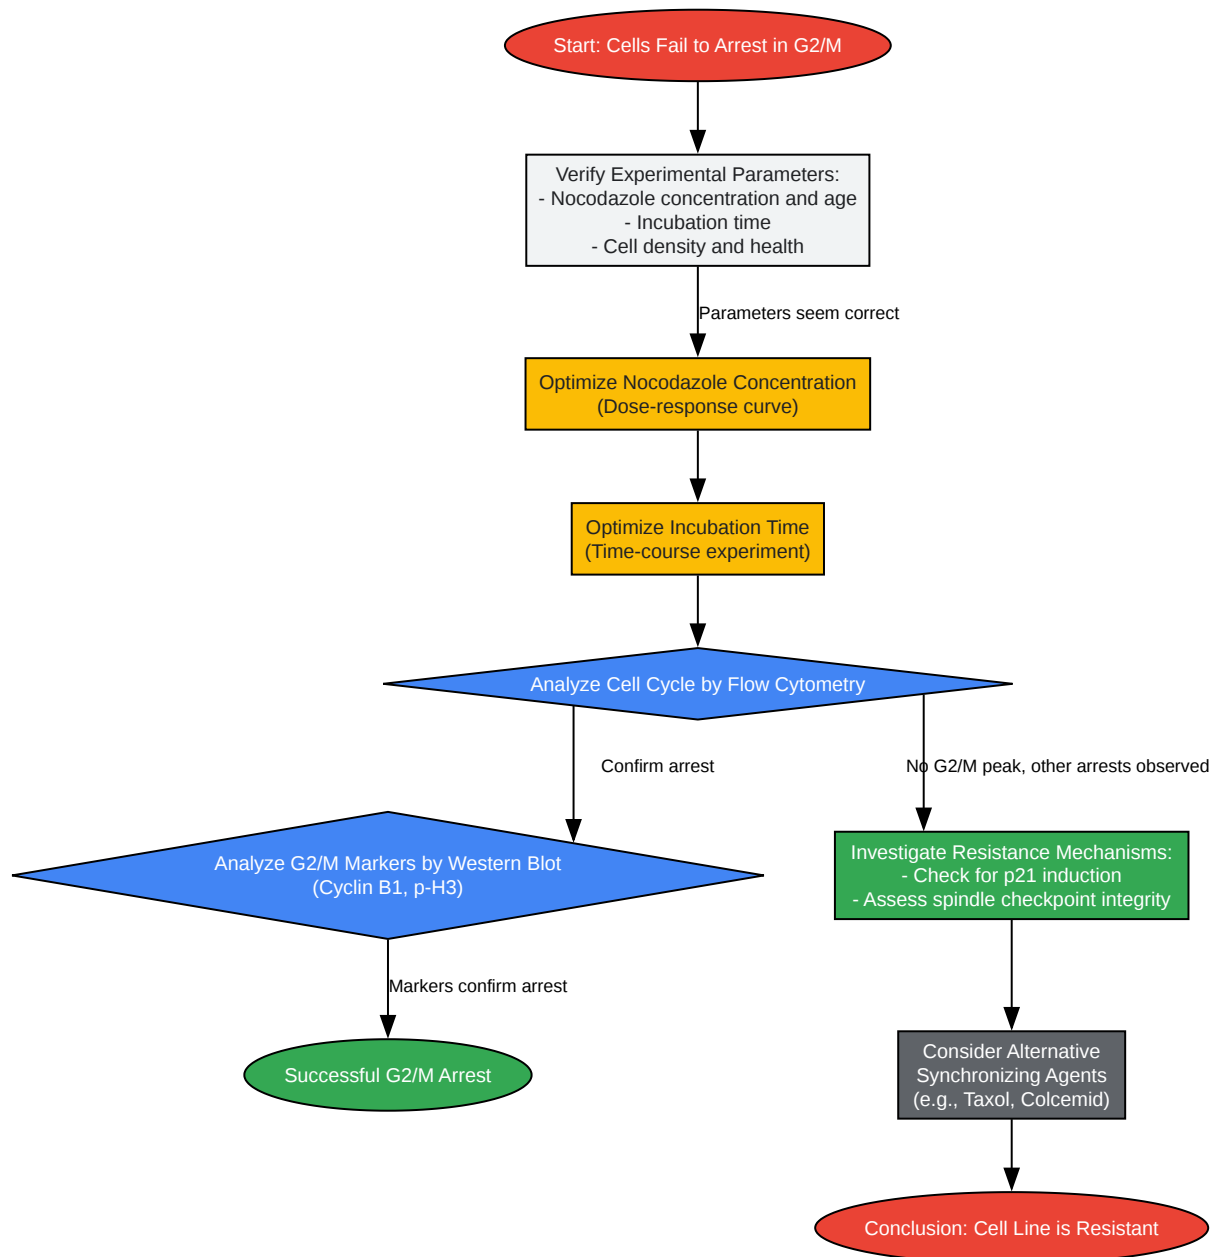 Start: Cells Fail to Arrest in G2/M
Verify Experimental Parameters:
- Nocodazole concentration and age
- Incubation time
- Cell density and health
Parameters seem correct
Optimize Nocodazole Concentration
(Dose-response curve)
Optimize Incubation Time
(Time-course experiment)
Analyze Cell Cycle by Flow Cytometry
Confirm arrest
No G2/M peak, other arrests observed
Analyze G2/M Markers by Western Blot
(Cyclin B1, p-H3)
Investigate Resistance Mechanisms:
- Check for p21 induction
- Assess spindle checkpoint integrity
Markers confirm arrest
Successful G2/M Arrest
Consider Alternative
Synchronizing Agents
(e.g., Taxol, Colcemid)
Conclusion: Cell Line is Resistant